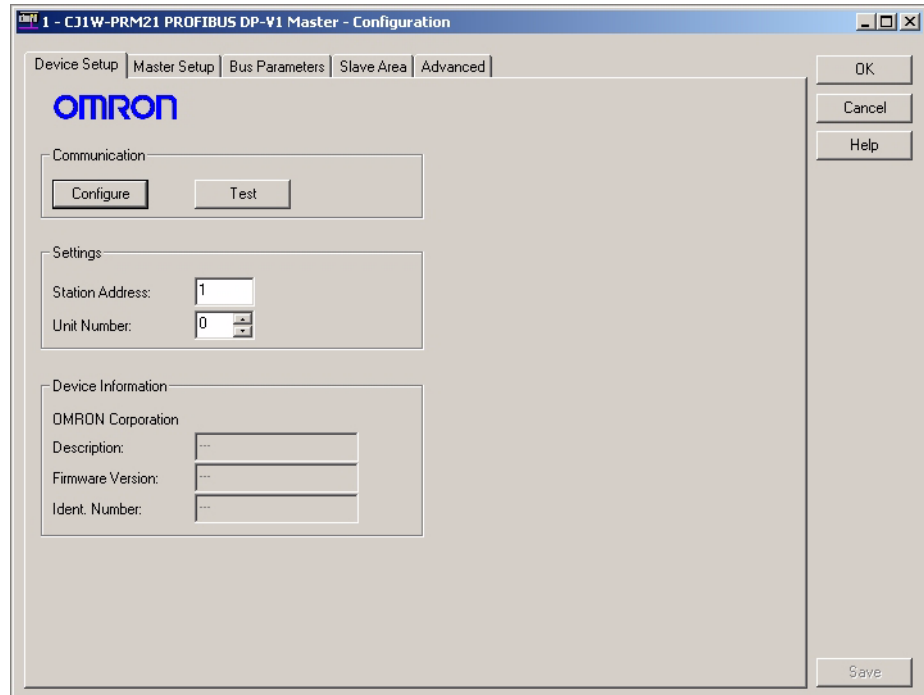 1 - CJ1W-PRM21 PROFIBUS DP-V1 Master - Configuration
Device Setup Master Setup Bus Parameters Slave Area Advanced
OK
Cancel
Help
OMRON
Communication
Configure Test
Settings
Station Address: 1
Unit Number: 0
Device Information
OMRON Corporation
Description: ---
Firmware Version: ---
Ident. Number: ---
Save